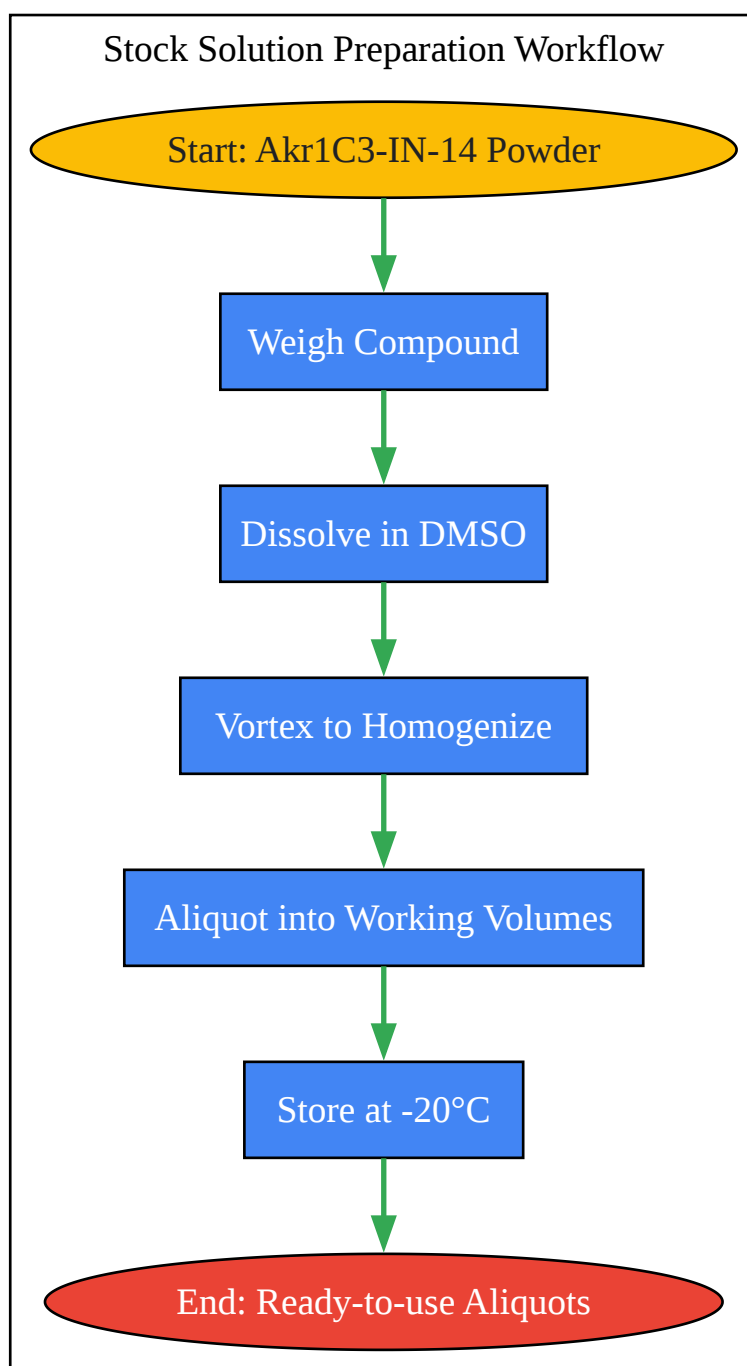 Stock Solution Preparation Workflow
Start: Akr1C3-IN-14 Powder
Weigh Compound
Dissolve in DMSO
Vortex to Homogenize
Aliquot into Working Volumes
Store at -20°C
End: Ready-to-use Aliquots